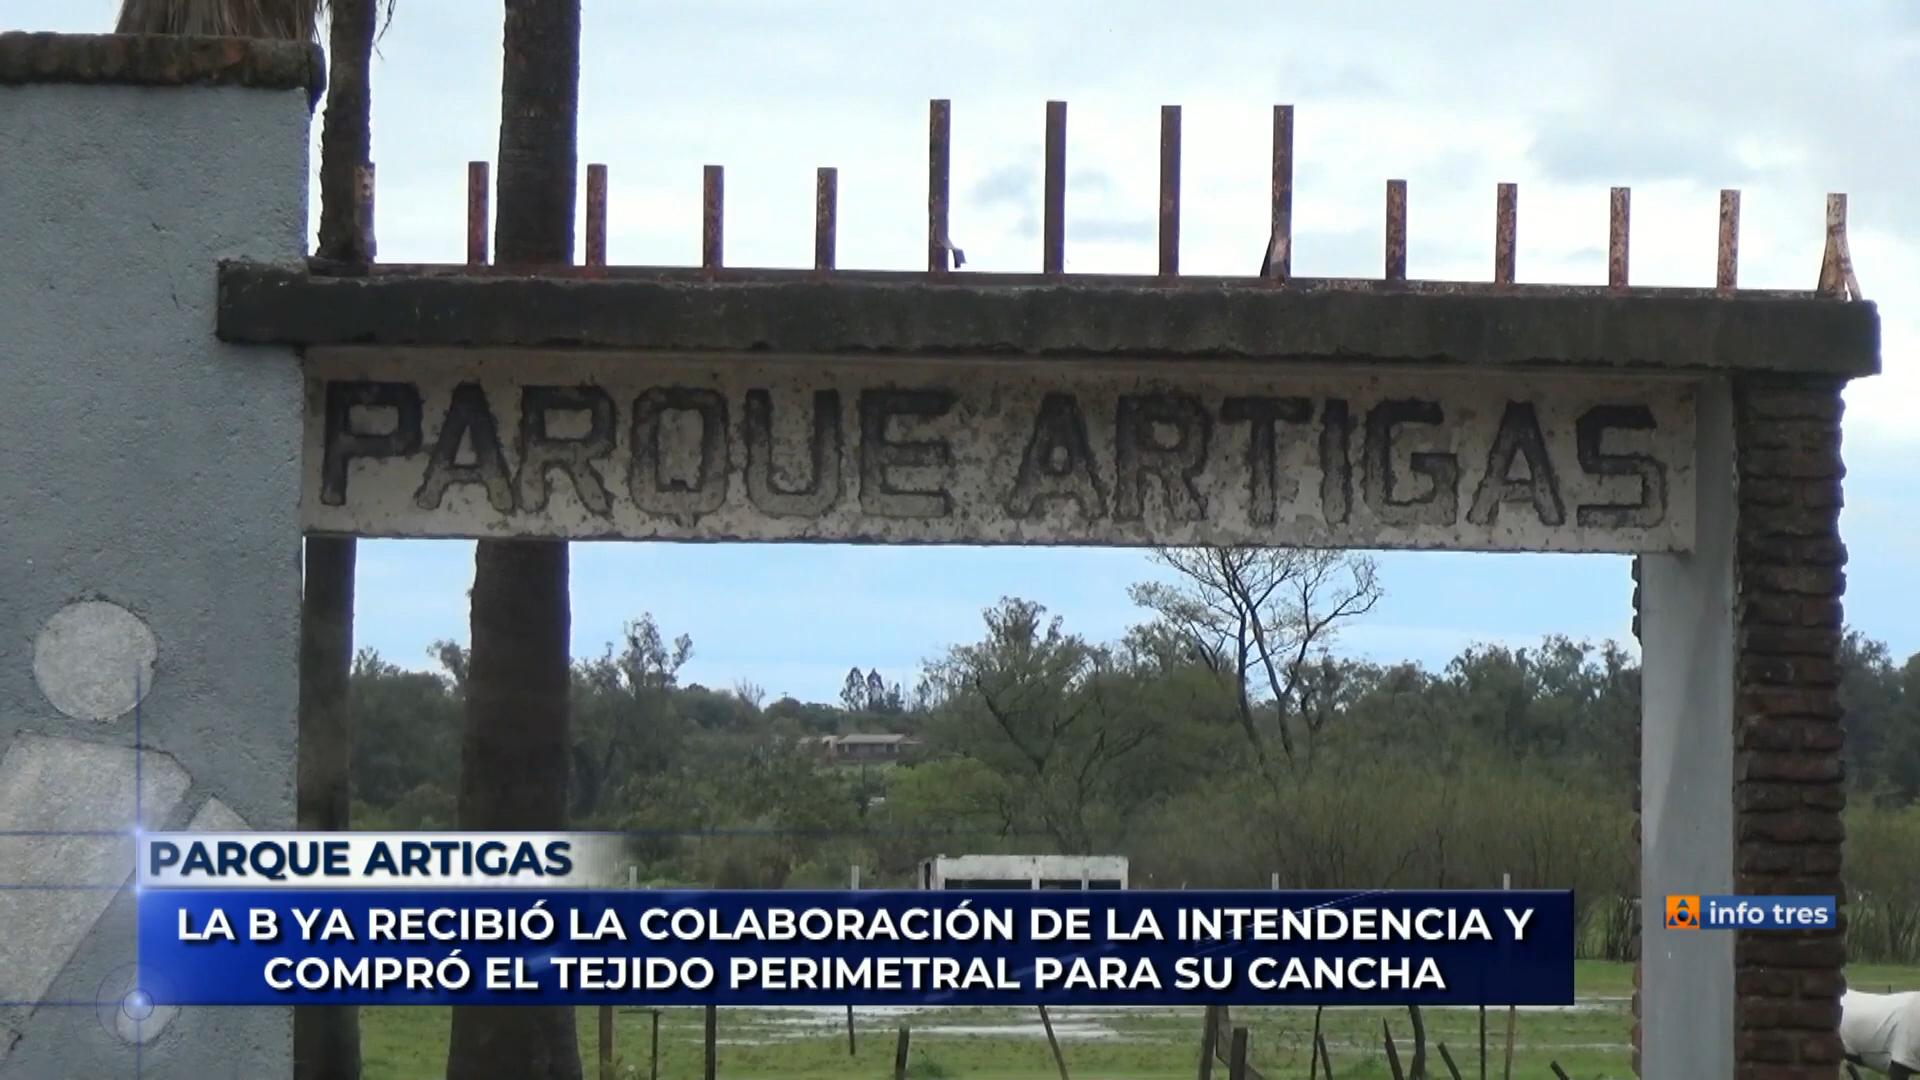 PARQUE ARTIGAS
PARQUE ARTIGAS
LA B YA RECIBIÓ LA COLABORACIÓN DE LA INTENDENCIA Y
COMPRÓ EL TEJIDO PERIMETRAL PARA SU CANCHA
info tres